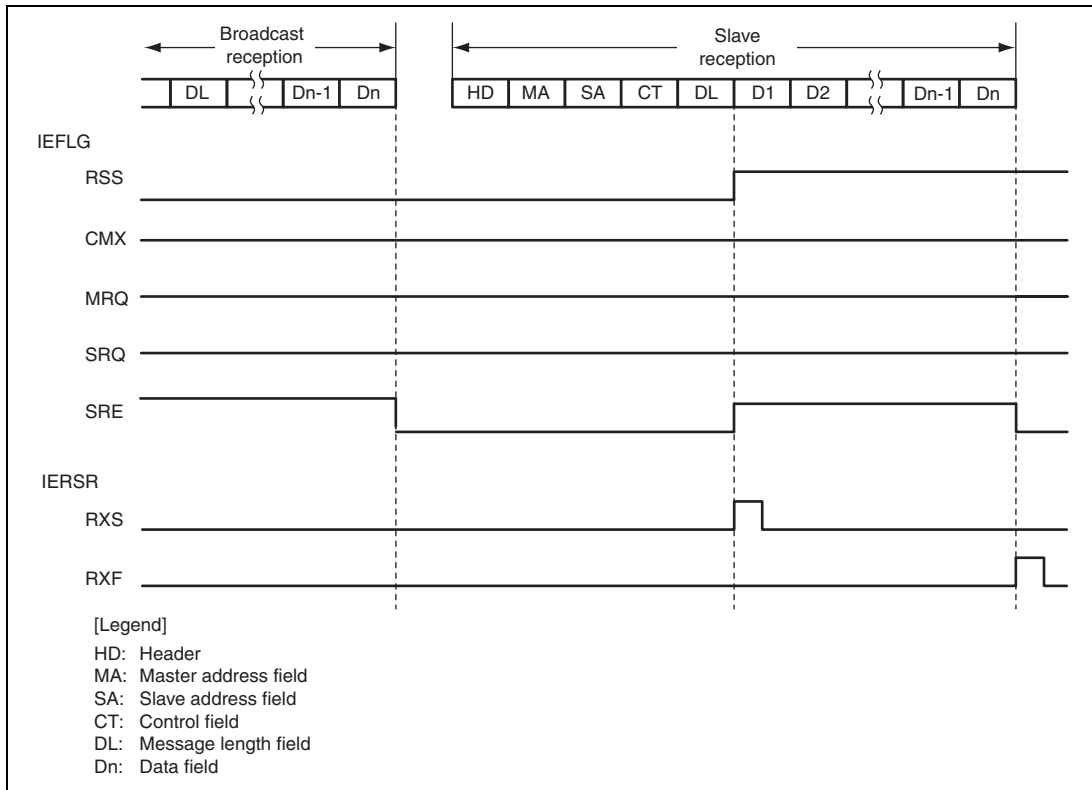 Broadcast
reception
Slave
reception
DL Dn-1 Dn HD MA SA CT DL D1 D2 Dn-1 Dn
IEFLG
RSS
CMX
MRQ
SRQ
SRE
IERSR
RXS
RXF
[Legend]
HD: Header
MA: Master address field
SA: Slave address field
CT: Control field
DL: Message length field
Dn: Data field